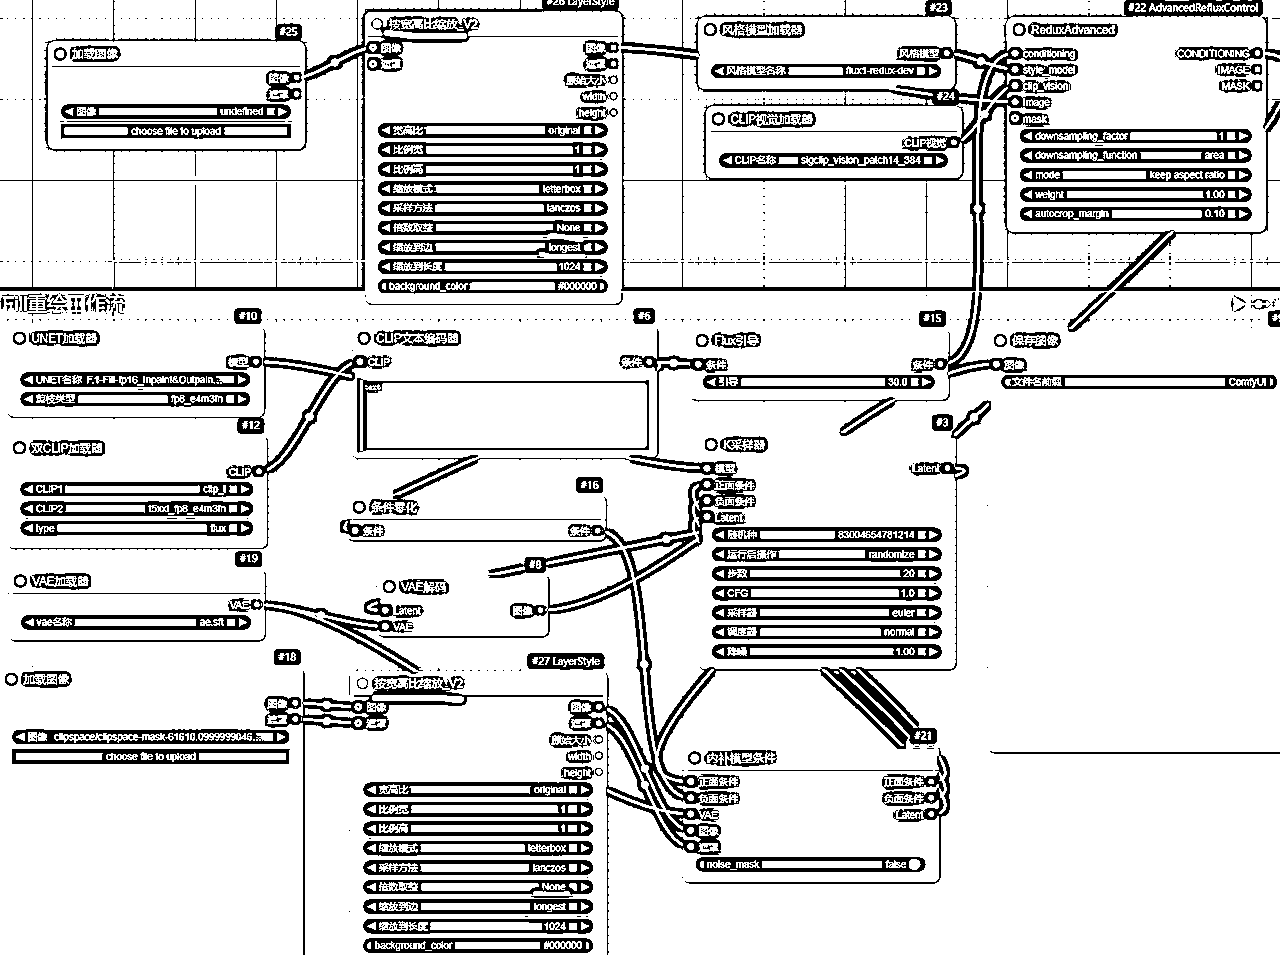 #25
加载图像
图像
遮罩
图像 undefined
choose file to upload
#26 LayerStyle
按宽高比缩放_V2
图像
遮罩
图像
遮罩
原始大小
width
height
宽高比 original
比例宽 1
比例高 1
缩放模式 letterbox
采样方法 lanczos
倍数取整 None
缩放到边 longest
缩放到长度 1024
background_color #000000
#23
风格模型加载器
风格模型
风格模型名称 flux1-redux-dev
#24
CLIP视觉加载器
CLIP视觉
CLIP名称 sigclip_vision_patch14_384
#22 AdvancedRefluxControl
ReduxAdvanced
conditioning
style_model
clip_vision
image
mask
CONDITIONING
IMAGE
MASK
downsampling_factor 1
downsampling_function area
mode keep aspect ratio
weight 1.00
autocrop_margin 0.10
Fill重绘工作流
#10
UNET加载器
模型
UNET名称 F.1-Fill-fp16_Inpaint&Outpain...
剪枝类型 fp8_e4m3fn
#12
双CLIP加载器
CLIP
CLIP1 clip_l
CLIP2 t5xxl_fp8_e4m3fn
type flux
#19
VAE加载器
VAE
vae名称 ae.sft
#18
加载图像
图像
遮罩
图像 clipspace/clipspace-mask-61610.0999999046...
choose file to upload
#6
CLIP文本编码器
CLIP
条件
text
#16
条件零化
条件
条件
#8
VAE解码
Latent
VAE
图像
#27 LayerStyle
按宽高比缩放_V2
图像
遮罩
图像
遮罩
原始大小
width
height
宽高比 original
比例宽 1
比例高 1
缩放模式 letterbox
采样方法 lanczos
倍数取整 None
缩放到边 longest
缩放到长度 1024
background_color #000000
#15
Flux引导
条件
条件
引导 30.0
#3
K采样器
模型
正面条件
负面条件
Latent
Latent
随机种 83004654781214
运行后操作 randomize
步数 20
CFG 1.0
采样器 euler
调度器 normal
降噪 1.00
#21
内补模型条件
正面条件
负面条件
VAE
图像
遮罩
正面条件
负面条件
Latent
noise_mask false
保存图像
图像
文件名前缀 ComfyUI